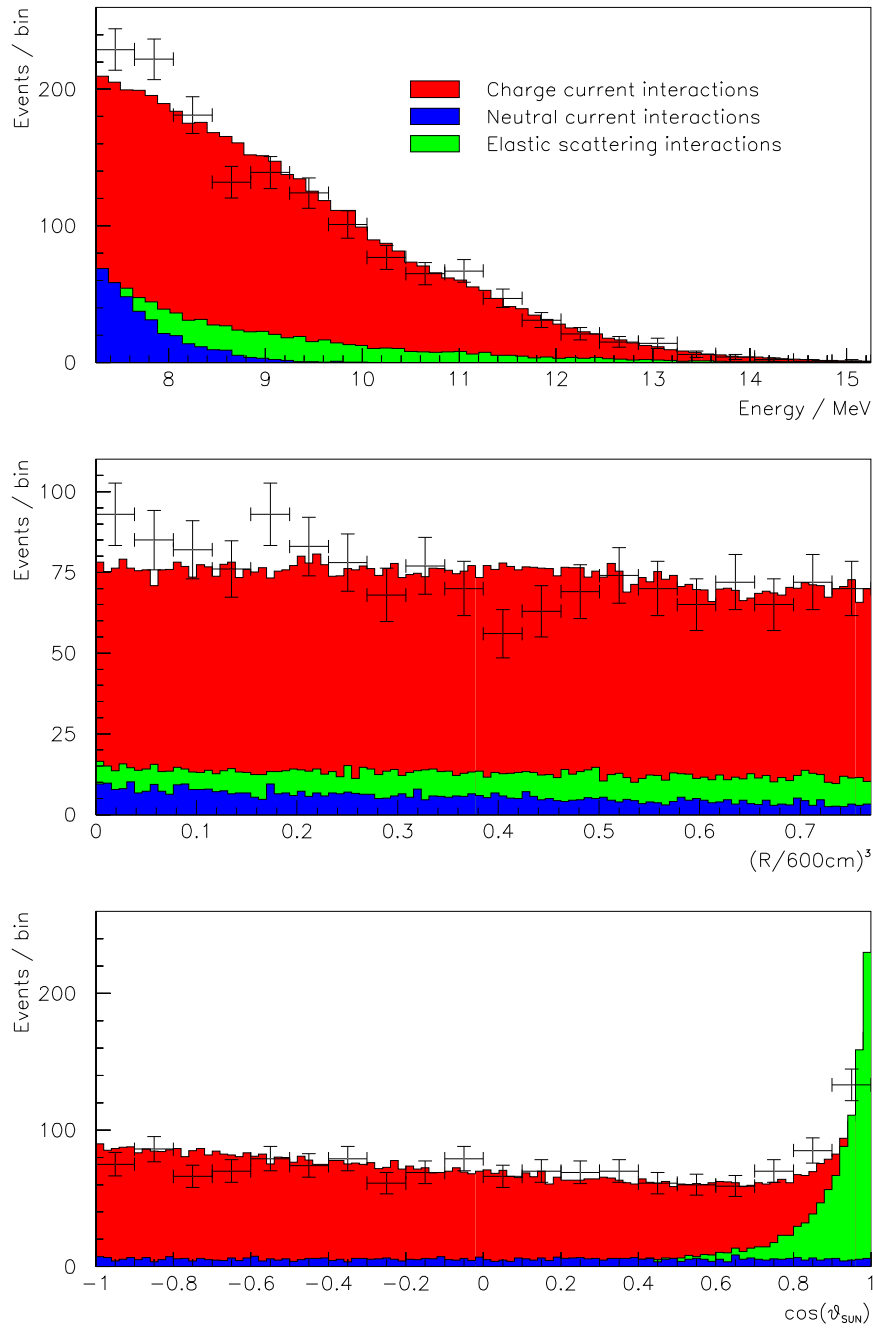 Events / bin
200
100
0
Charge current interactions
Neutral current interactions
Elastic scattering interactions
8 9 10 11 12 13 14 15
Energy / MeV
Events / bin
100
75
50
25
0
0 0.1 0.2 0.3 0.4 0.5 0.6 0.7
(R/600cm)³
Events / bin
200
100
0
-1 -0.8 -0.6 -0.4 -0.2 0 0.2 0.4 0.6 0.8 1
cos(ϑSUN)